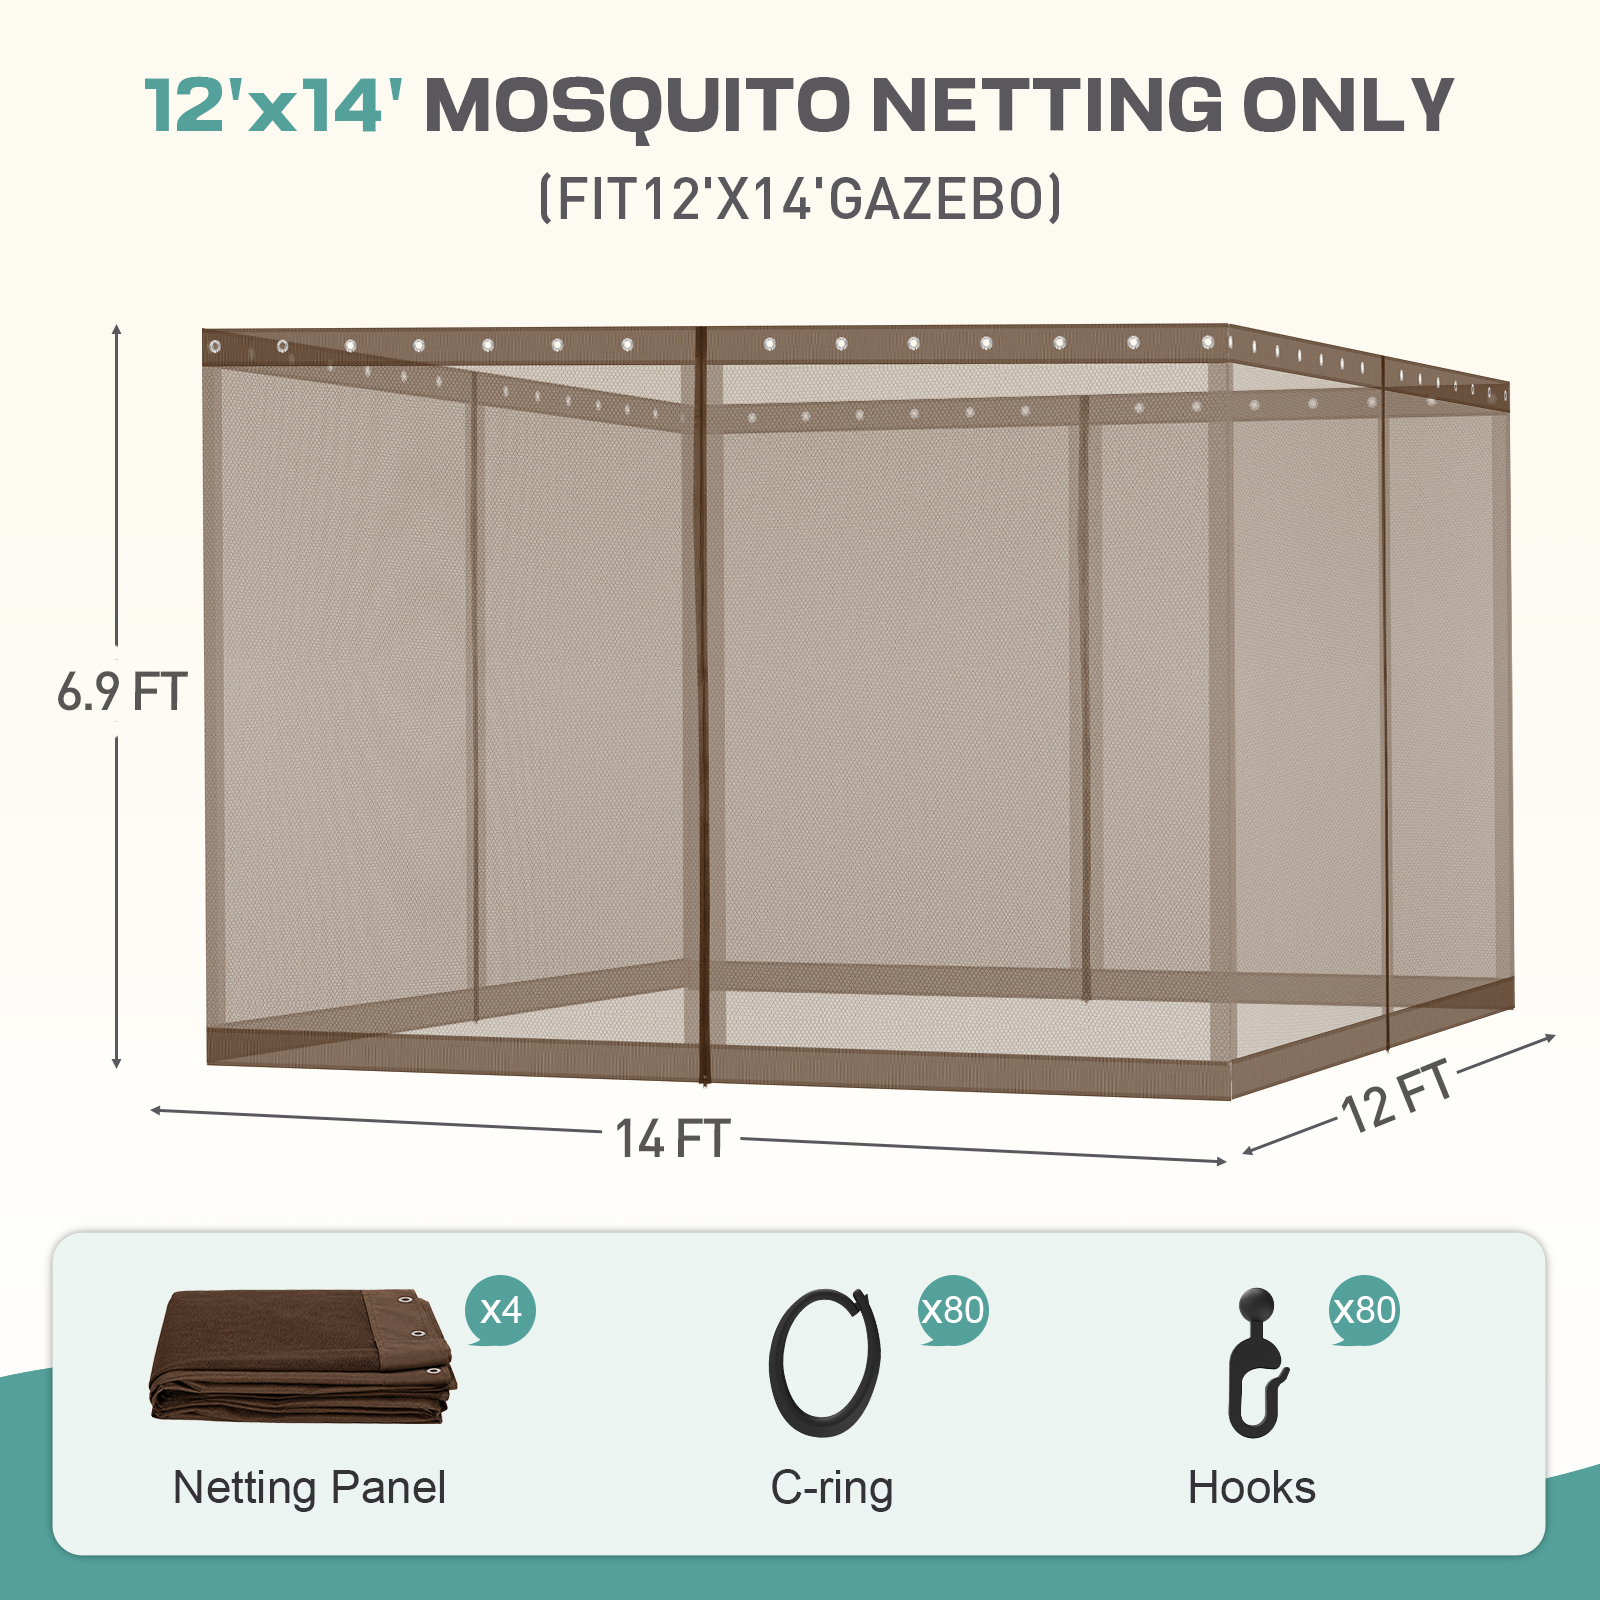 12'x14' MOSQUITO NETTING ONLY
(FIT12'X14'GAZEBO)
6.9 FT
14 FT
12 FT
x4
x80
x80
Netting Panel
C-ring
Hooks